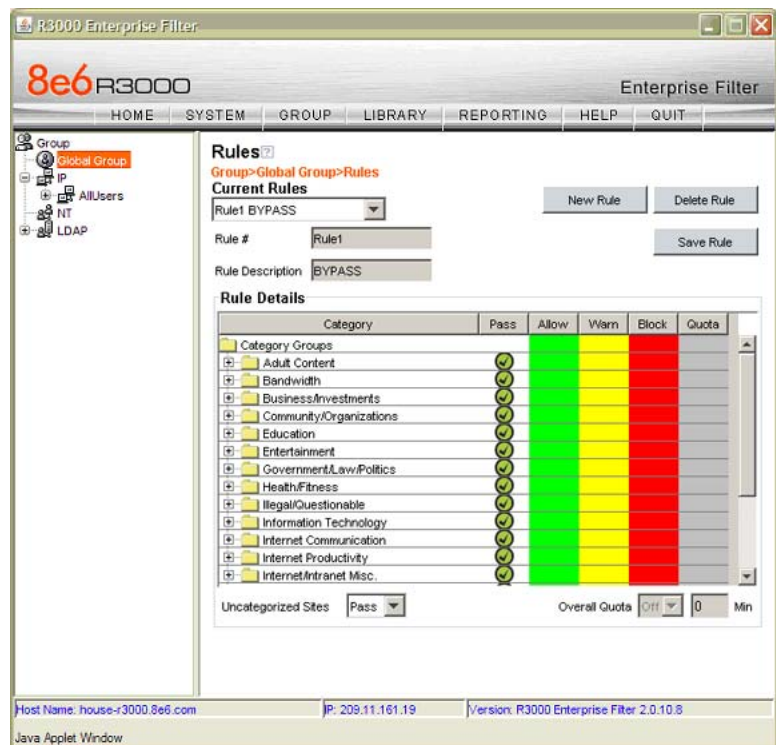 R3000 Enterprise Filter
8e6 R3000
Enterprise Filter
HOME SYSTEM GROUP LIBRARY REPORTING HELP QUIT
Group
Global Group
IP
AllUsers
NT
LDAP
Rules?
Group>Global Group>Rules
Current Rules
Rule1 BYPASS
New Rule Delete Rule
Rule # Rule1
Save Rule
Rule Description BYPASS
Rule Details
Category Pass Allow Warn Block Quota
Category Groups
Adult Content
Bandwidth
Business/Investments
Community/Organizations
Education
Entertainment
Government/Law/Politics
Health/Fitness
Illegal/Questionable
Information Technology
Internet Communication
Internet Productivity
Internet/Intranet Misc.
Uncategorized Sites Pass Overall Quota Off 0 Min
Host Name: house-r3000.8e6.com IP: 209.11.161.19 Version: R3000 Enterprise Filter 2.0.10.8
Java Applet Window